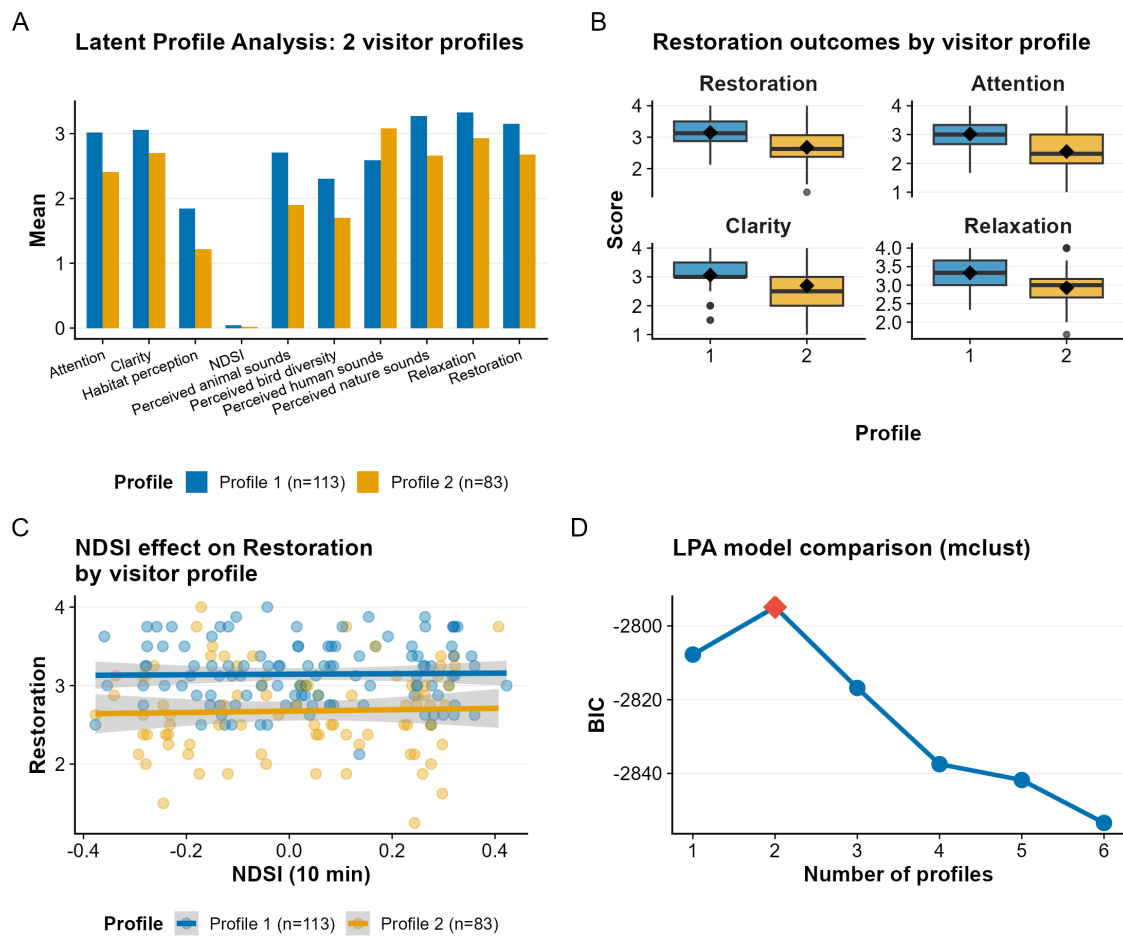 A
Latent Profile Analysis: 2 visitor profiles
Mean
3
2
1
0
Attention
Clarity
Habitat perception
NDSI
Perceived animal sounds
Perceived bird diversity
Perceived human sounds
Perceived nature sounds
Relaxation
Restoration
Profile
Profile 1 (n=113)
Profile 2 (n=83)
B
Restoration outcomes by visitor profile
Score
Restoration
4
3
2
Attention
4
3
2
1
Clarity
4
3
2
1
1 2
Relaxation
4.0
3.5
3.0
2.5
2.0
1 2
Profile
C
NDSI effect on Restoration
by visitor profile
Restoration
4
3
2
-0.4 -0.2 0.0 0.2 0.4
NDSI (10 min)
Profile
Profile 1 (n=113)
Profile 2 (n=83)
D
LPA model comparison (mclust)
BIC
-2800
-2820
-2840
1 2 3 4 5 6
Number of profiles